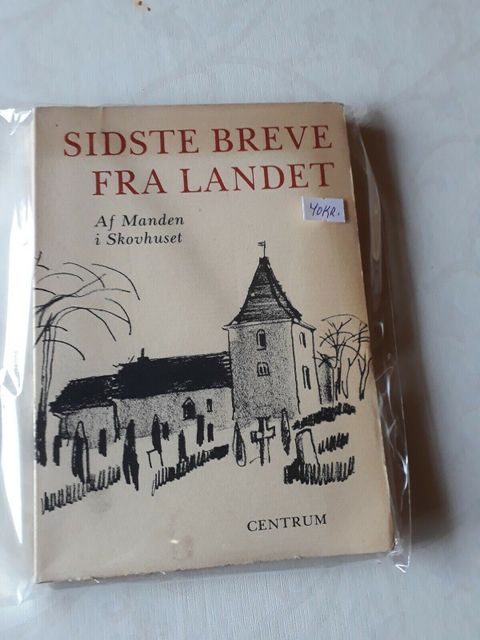 SIDSTE BREVE
FRA LANDET
40KR.
Af Manden
i Skovhuset
CENTRUM